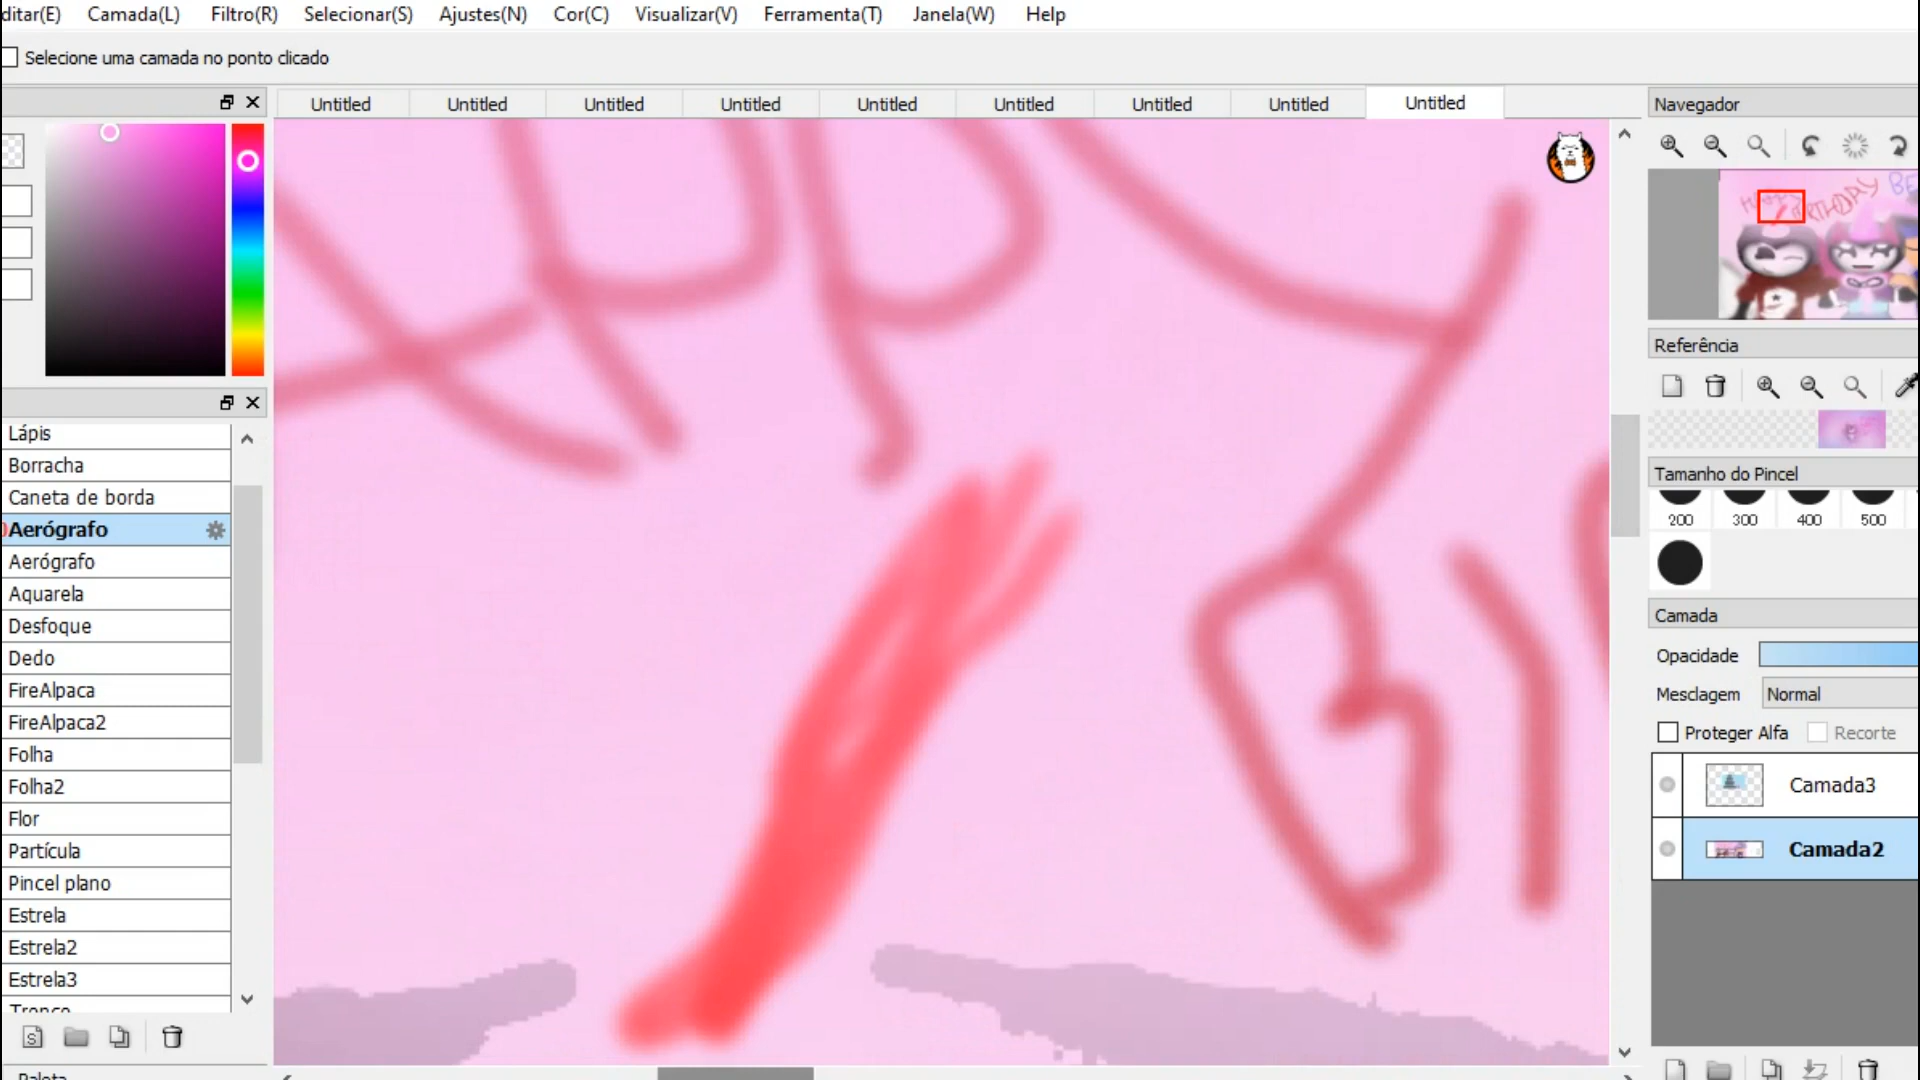 ditar(E) Camada(L) Filtro(R) Selecionar(S) Ajustes(N) Cor(C) Visualizar(V) Ferramenta(T) Janela(W) Help
Selecione uma camada no ponto clicado
Untitled Untitled Untitled Untitled Untitled Untitled Untitled Untitled Untitled
Navegador
BIRTHDAY BE
Referência
Lápis
Borracha
Caneta de borda
Aerógrafo
Aerógrafo
Aquarela
Desfoque
Dedo
FireAlpaca
FireAlpaca2
Folha
Folha2
Flor
Partícula
Pincel plano
Estrela
Estrela2
Estrela3
Tronco
Paleta
Tamanho do Pincel
200 300 400 500
Camada
Opacidade
Mesclagem Normal
Proteger Alfa Recorte
Camada3
Camada2